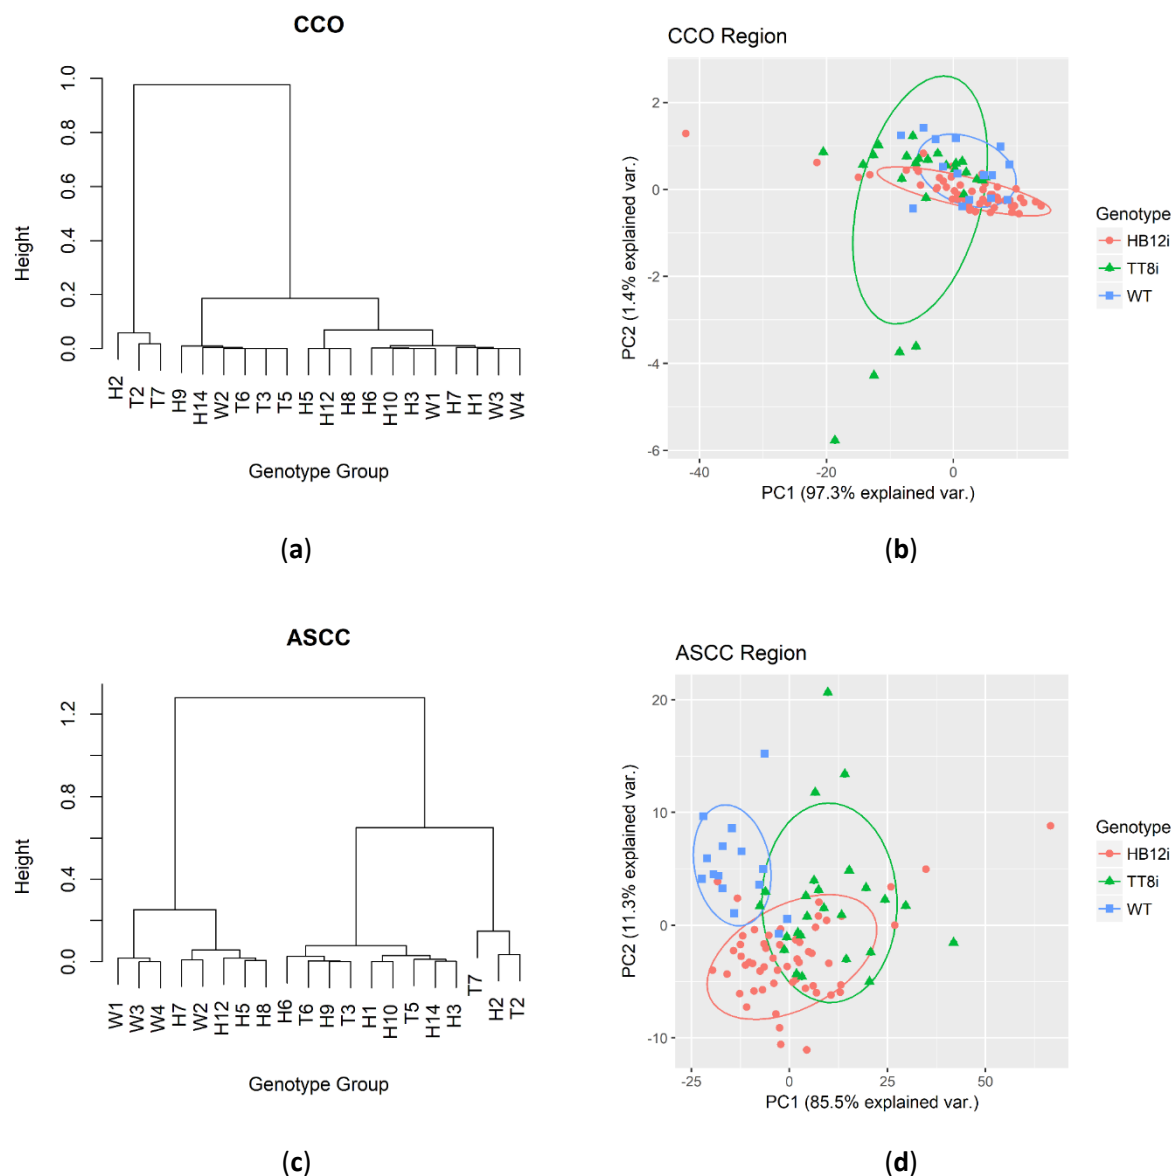 CCO
Height
0.0 0.2 0.4 0.6 0.8 1.0
H2 T2 T7 H9 H14 W2 T6 T3 T5 H5 H12 H8 H6 H10 H3 W1 H7 H1 W3 W4
Genotype Group
(a)
CCO Region
PC2 (1.4% explained var.)
2
0
-2
-4
-6
-40 -20 0
PC1 (97.3% explained var.)
Genotype
HB12i
TT8i
WT
(b)
ASCC
Height
0.0 0.4 0.8 1.2
W1 W3 W4 H7 W2 H12 H5 H8 H6 T6 H9 T3 H1 H10 T5 H14 H3 T7 H2 T2
Genotype Group
(c)
ASCC Region
PC2 (11.3% explained var.)
20
10
0
-10
-25 0 25 50
PC1 (85.5% explained var.)
Genotype
HB12i
TT8i
WT
(d)